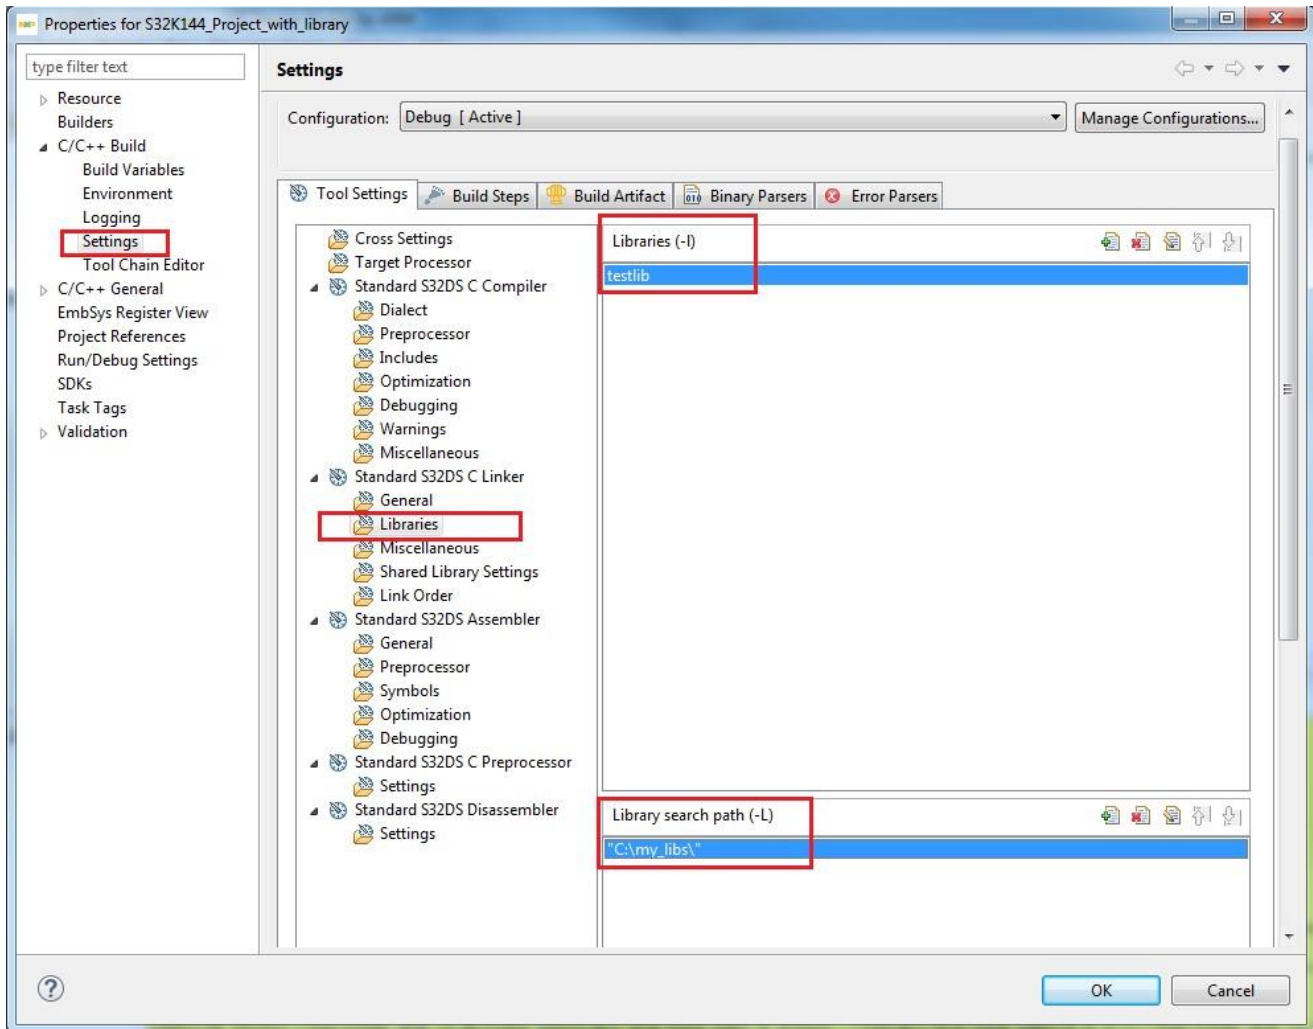 Properties for S32K144_Project_with_library
type filter text
Settings
Resource
Builders
C/C++ Build
Build Variables
Environment
Logging
Settings
Tool Chain Editor
C/C++ General
EmbSys Register View
Project References
Run/Debug Settings
SDKs
Task Tags
Validation
Configuration: Debug [ Active ] Manage Configurations...
Tool Settings Build Steps Build Artifact Binary Parsers Error Parsers
Cross Settings
Target Processor
Standard S32DS C Compiler
Dialect
Preprocessor
Includes
Optimization
Debugging
Warnings
Miscellaneous
Standard S32DS C Linker
General
Libraries
Miscellaneous
Shared Library Settings
Link Order
Standard S32DS Assembler
General
Preprocessor
Symbols
Optimization
Debugging
Standard S32DS C Preprocessor
Settings
Standard S32DS Disassembler
Settings
Libraries (-l)
testlib
Library search path (-L)
"C:\my_libs\"
OK Cancel